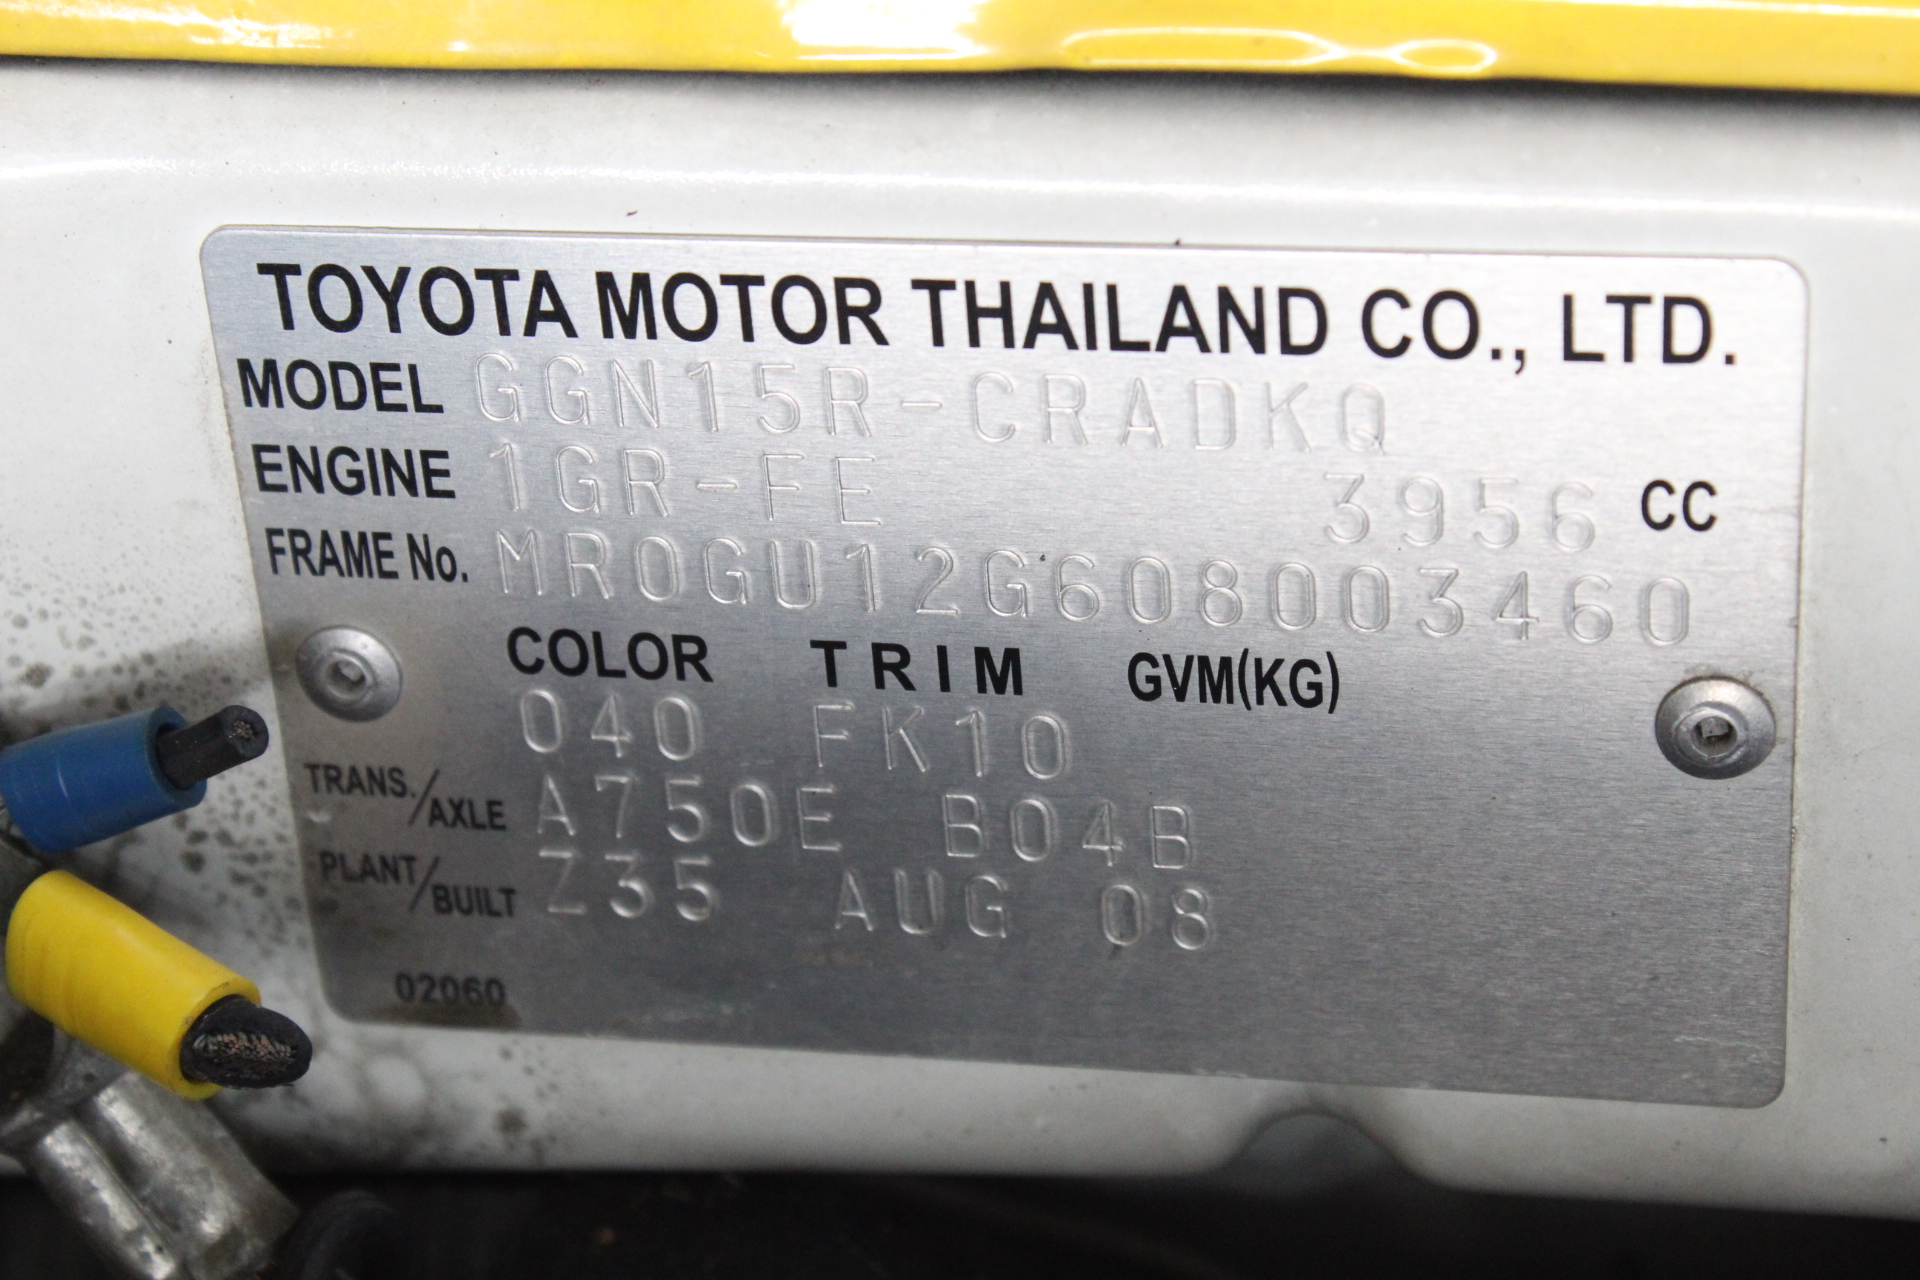 TOYOTA MOTOR THAILAND CO., LTD.
MODEL GGN15R-CRADKQ
ENGINE 1GR-FE 3956 CC
FRAME No. MR0GU12G608003460
COLOR TRIM GVM(KG)
040 FK10
TRANS./AXLE A750E B04B
PLANT/BUILT Z35 AUG 08
02060